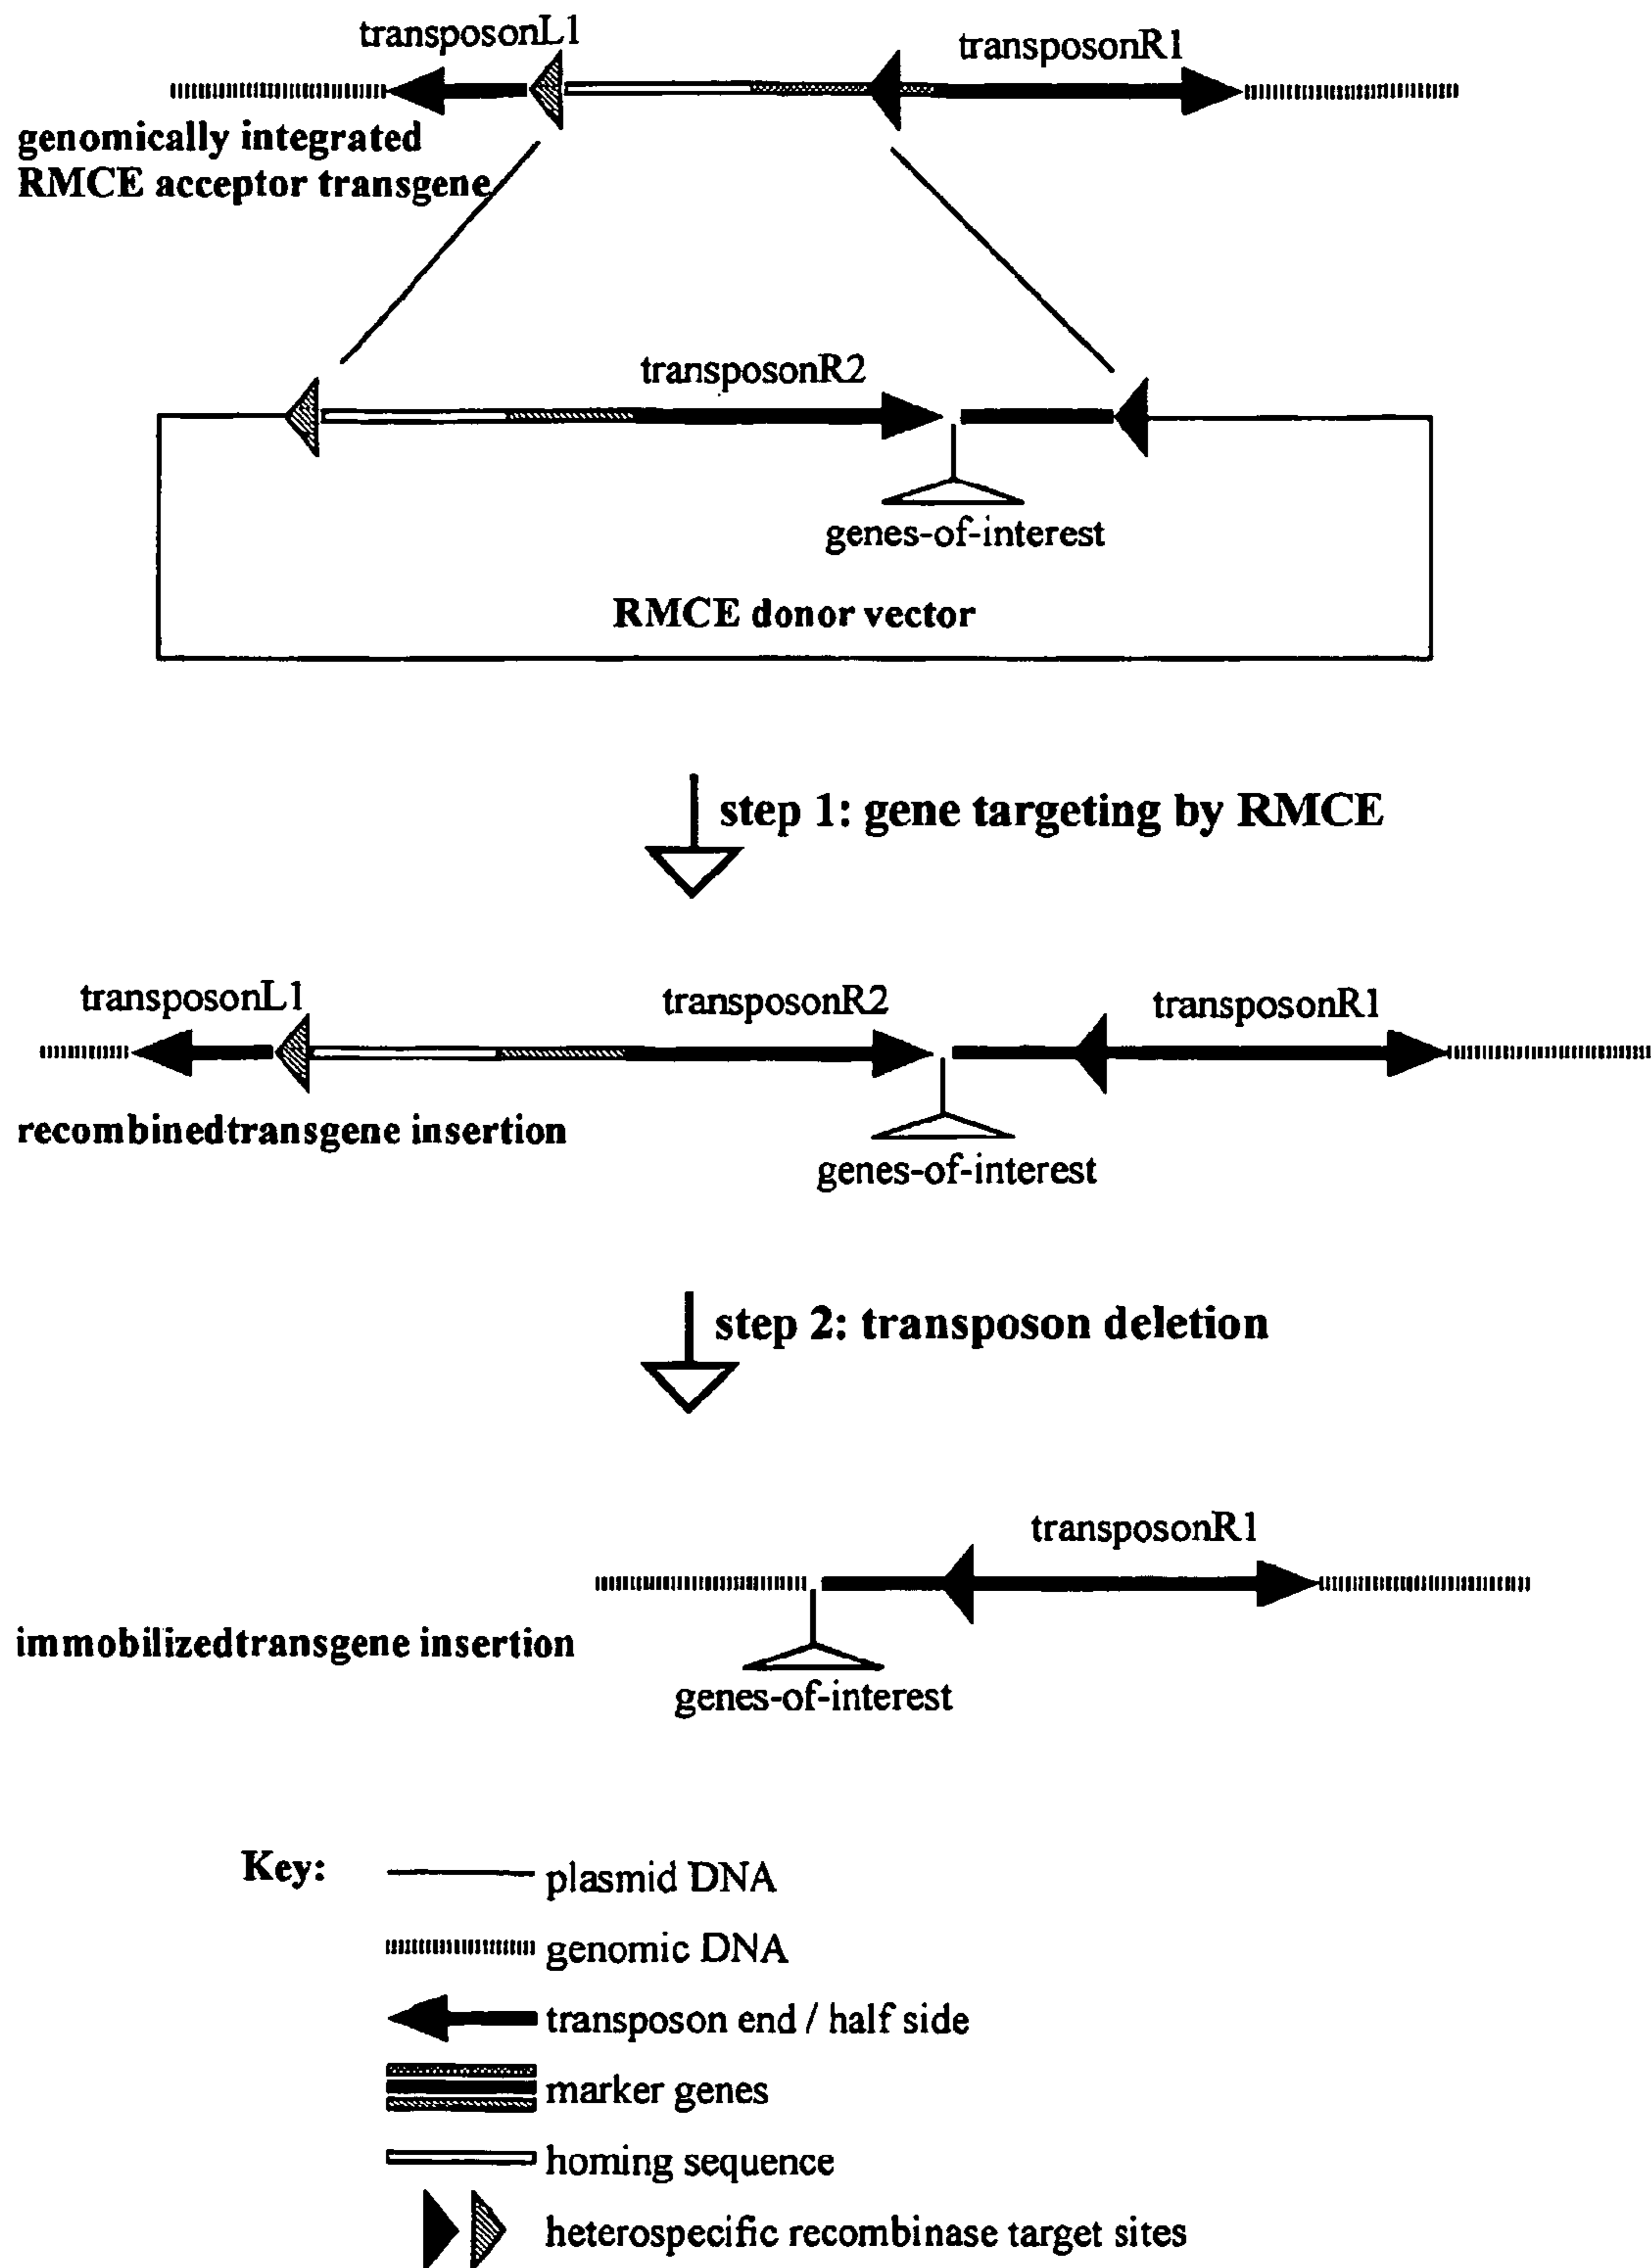 transposonL1
transposonR1
genomically integrated
RMCE acceptor transgene
transposonR2
genes-of-interest
RMCE donor vector
step 1: gene targeting by RMCE
transposonL1
transposonR2
transposonR1
recombinedtransgene insertion
genes-of-interest
step 2: transposon deletion
transposonR1
immobilizedtransgene insertion
genes-of-interest
Key:
plasmid DNA
genomic DNA
transposon end / half side
marker genes
homing sequence
heterospecific recombinase target sites